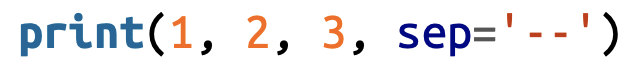 print(1, 2, 3, sep='--')